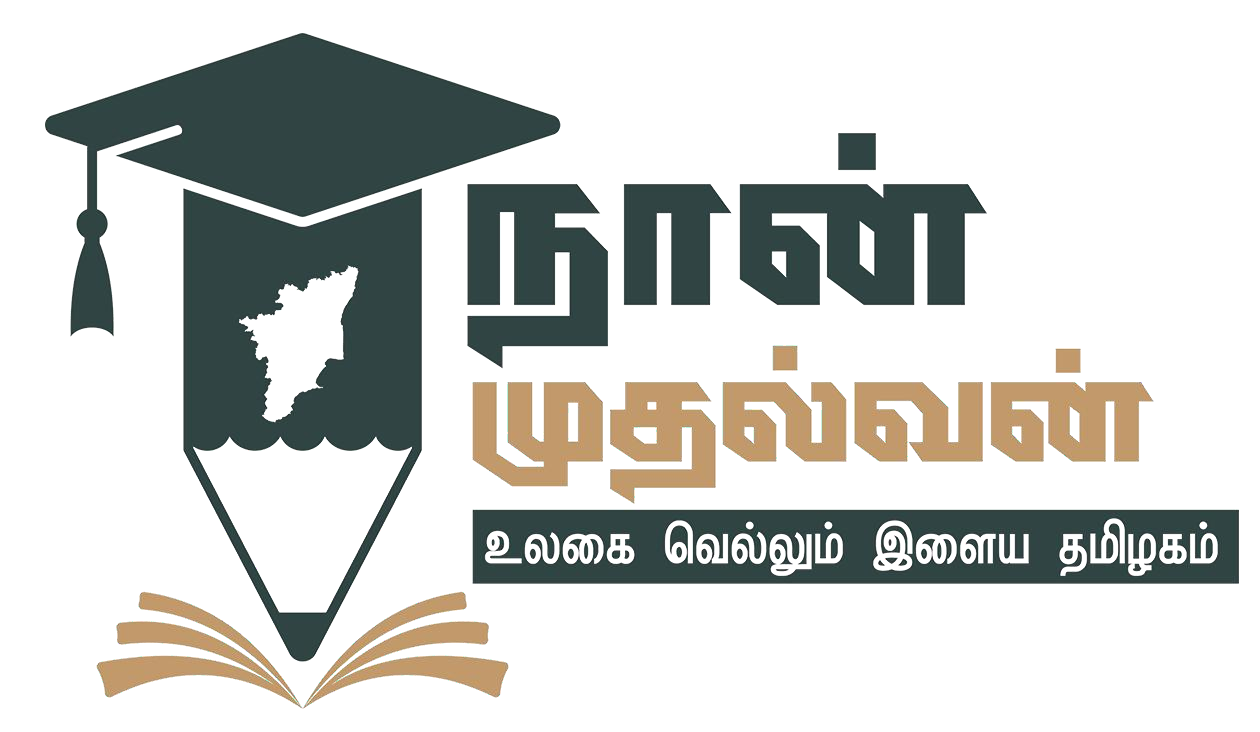 நான்
முதல்வன்
உலகை வெல்லும் இளைய தமிழகம்